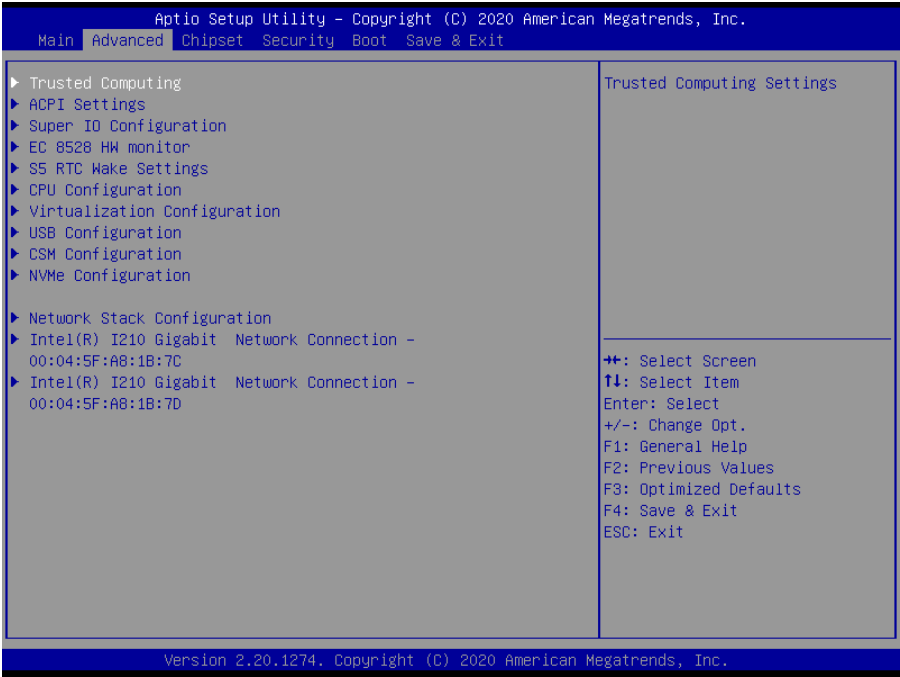 Aptio Setup Utility – Copyright (C) 2020 American Megatrends, Inc.
Main Advanced Chipset Security Boot Save & Exit
Trusted Computing
ACPI Settings
Super IO Configuration
EC 8528 HW monitor
S5 RTC Wake Settings
CPU Configuration
Virtualization Configuration
USB Configuration
CSM Configuration
NVMe Configuration
Network Stack Configuration
Intel(R) I210 Gigabit  Network Connection –
00:04:5F:A8:1B:7C
Intel(R) I210 Gigabit  Network Connection –
00:04:5F:A8:1B:7D
Trusted Computing Settings
→←: Select Screen
↑↓: Select Item
Enter: Select
+/-: Change Opt.
F1: General Help
F2: Previous Values
F3: Optimized Defaults
F4: Save & Exit
ESC: Exit
Version 2.20.1274. Copyright (C) 2020 American Megatrends, Inc.